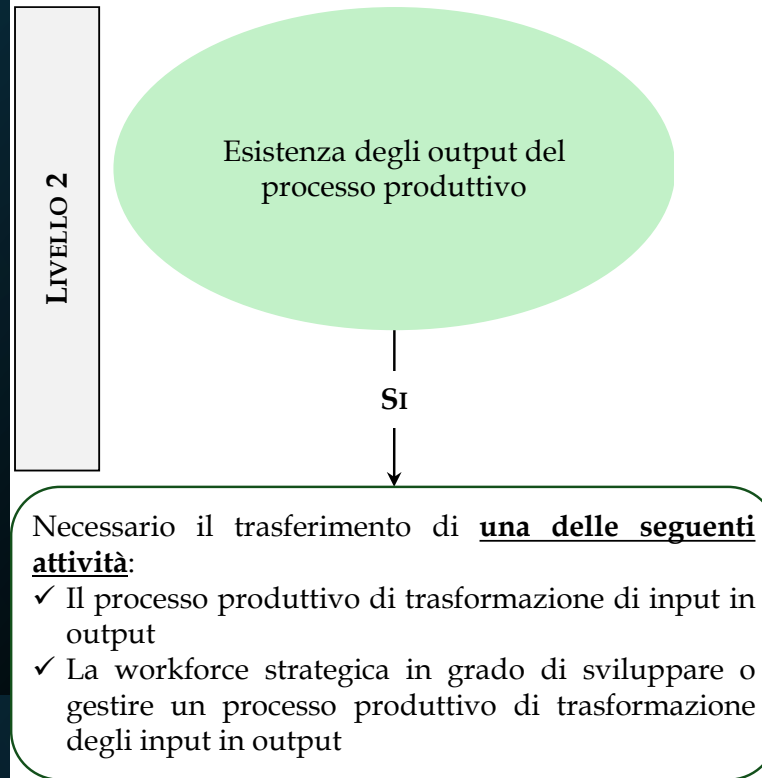 LIVELLO 2
Esistenza degli output del
processo produttivo
SI
Necessario il trasferimento di una delle seguenti
attività:
✓ Il processo produttivo di trasformazione di input in
output
✓ La workforce strategica in grado di sviluppare o
gestire un processo produttivo di trasformazione
degli input in output